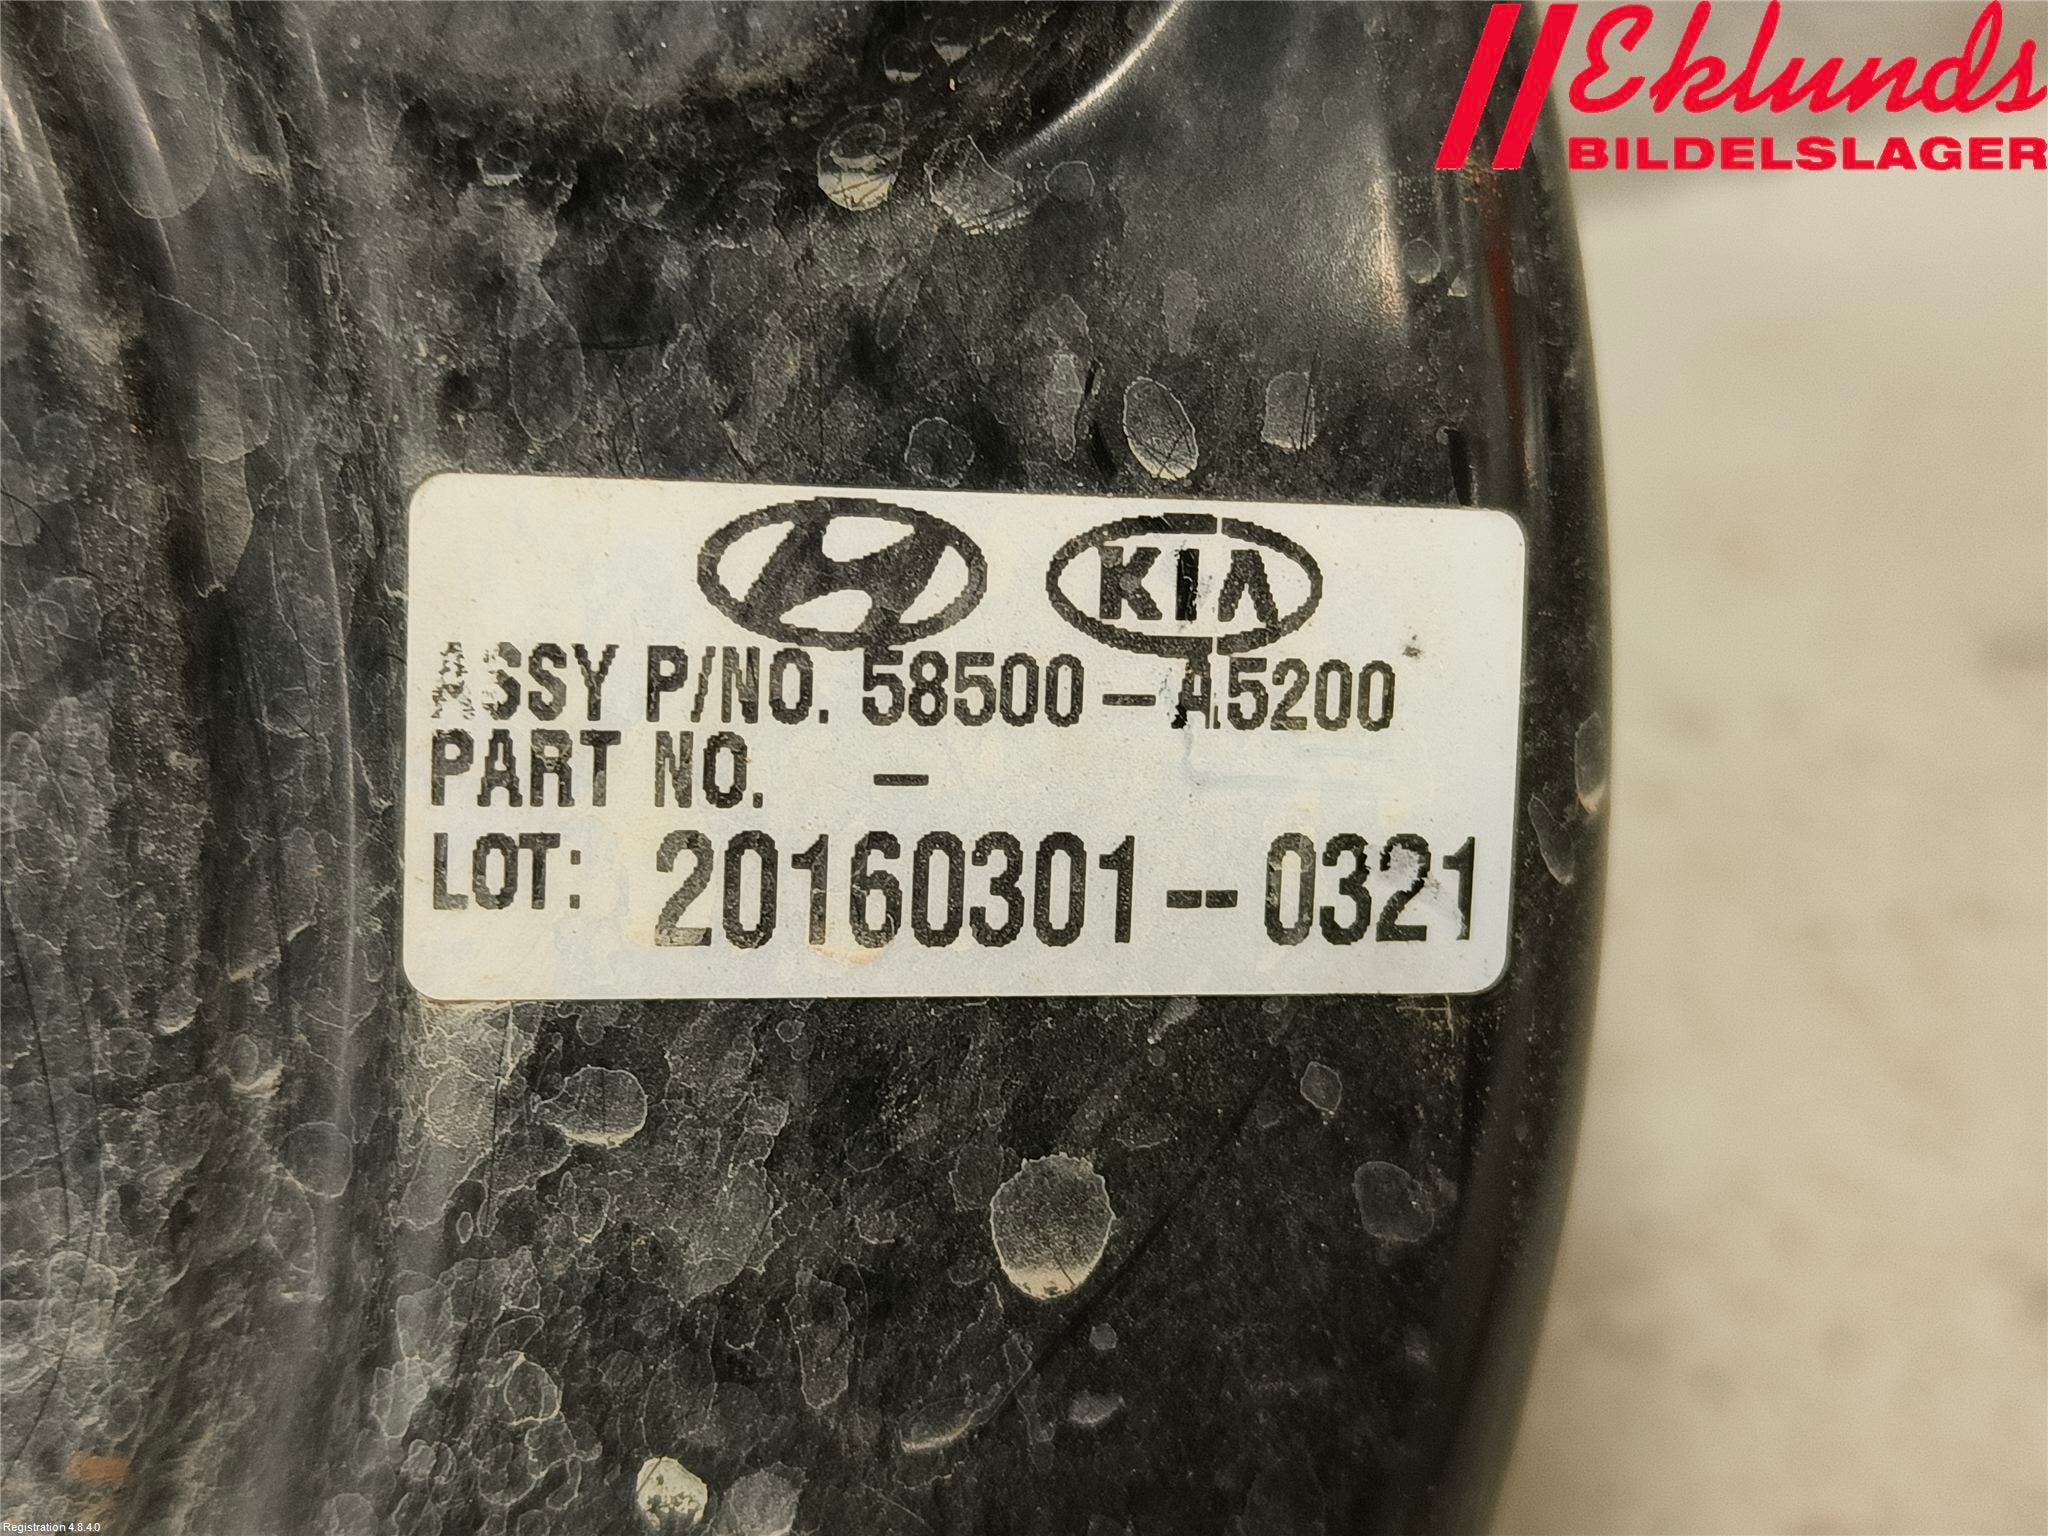 Eklunds
BILDELSLAGER
KIA
ASSY P/NO. 58500-A5200
PART NO. -
LOT: 20160301--0321
Registration 4.8.4.0